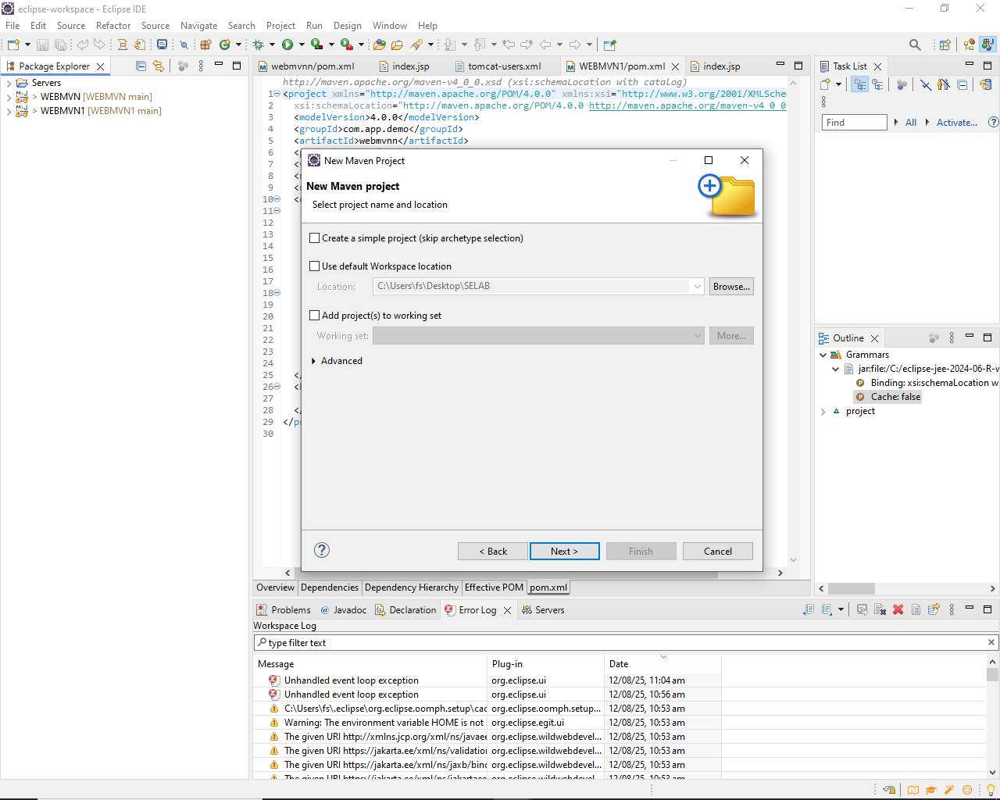 eclipse-workspace - Eclipse IDE
File Edit Source Refactor Source Navigate Search Project Run Design Window Help
Package Explorer
Servers
> WEBMVN [WEBMVN main]
> WEBMVN1 [WEBMVN1 main]
webmvnn/pom.xml index.jsp tomcat-users.xml WEBMVN1/pom.xml index.jsp
http://maven.apache.org/maven-v4_0_0.xsd (xsi:schemaLocation with catalog)
1 <project xmlns="http://maven.apache.org/POM/4.0.0" xmlns:xsi="http://www.w3.org/2001/XMLSche
2 xsi:schemaLocation="http://maven.apache.org/POM/4.0.0 http://maven.apache.org/maven-v4_0_0
3 <modelVersion>4.0.0</modelVersion>
4 <groupId>com.app.demo</groupId>
5 <artifactId>webmvnn</artifactId>
6 <
7 <
8 <
9 <
10 <
11
12
13
14
15
16
17
18
19
20
21
22
23
24
25 </
26 <
27
28 </
29 </p
30
New Maven Project
New Maven project
Select project name and location
Create a simple project (skip archetype selection)
Use default Workspace location
Location: C:\Users\fs\Desktop\SELAB Browse...
Add project(s) to working set
Working set: More...
Advanced
< Back Next > Finish Cancel
Overview Dependencies Dependency Hierarchy Effective POM pom.xml
Task List
Find All Activate...
Outline
Grammars
jar:file:/C:/eclipse-jee-2024-06-R-w
Binding: xsi:schemaLocation w
Cache: false
project
Problems Javadoc Declaration Error Log Servers
Workspace Log
type filter text
Message Plug-in Date
Unhandled event loop exception org.eclipse.ui 12/08/25, 11:04 am
Unhandled event loop exception org.eclipse.ui 12/08/25, 10:56 am
C:\Users\fs\.eclipse\org.eclipse.oomph.setup\cac org.eclipse.oomph.setup... 12/08/25, 10:53 am
Warning: The environment variable HOME is not org.eclipse.egit.ui 12/08/25, 10:53 am
The given URI http://xmlns.jcp.org/xml/ns/javaee org.eclipse.wildwebdevel... 12/08/25, 10:53 am
The given URI https://jakarta.ee/xml/ns/validation org.eclipse.wildwebdevel... 12/08/25, 10:53 am
The given URI https://jakarta.ee/xml/ns/jaxb/bind org.eclipse.wildwebdevel... 12/08/25, 10:53 am
The given URI https://jakarta.ee/xml/ns/jakartaee org.eclipse.wildwebdevel... 12/08/25, 10:53 am